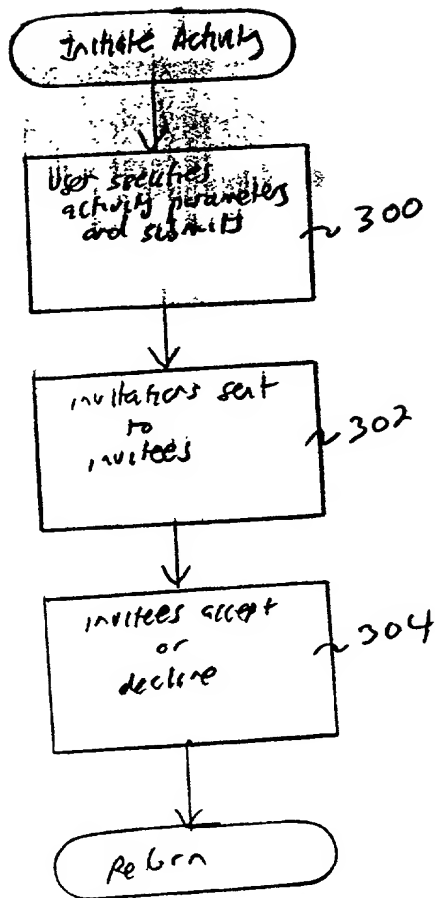 Initiate Activity
User specifies
activity parameters
and submits
300
invitations sent
to
invitees
302
invitees accept
or
decline
304
Return